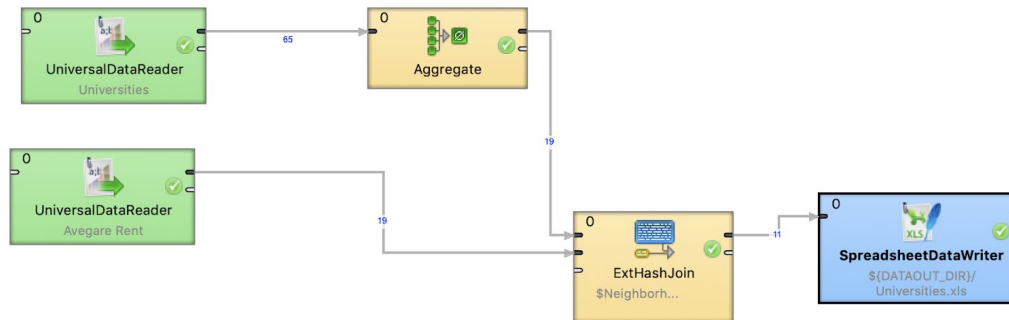 0
a;b
UniversalDataReader
Universities
65
0
Aggregate
19
0
a;b
UniversalDataReader
Avegare Rent
19
0
ExtHashJoin
$Neighborh...
11
0
XLS
SpreadsheetDataWriter
${DATAOUT_DIR}/
Universities.xls